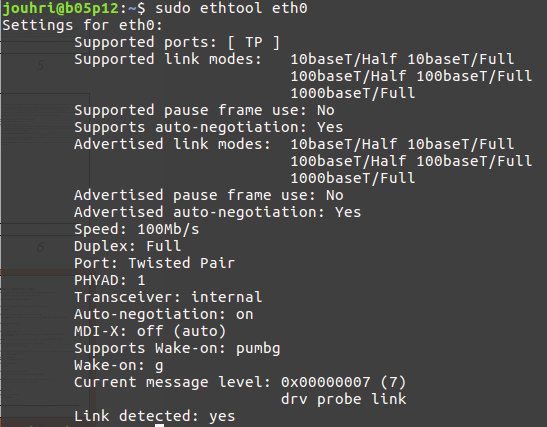 jouhri@b05p12:~$ sudo ethtool eth0
Settings for eth0:
Supported ports: [ TP ]
Supported link modes: 10baseT/Half 10baseT/Full
100baseT/Half 100baseT/Full
1000baseT/Full
Supported pause frame use: No
Supports auto-negotiation: Yes
Advertised link modes: 10baseT/Half 10baseT/Full
100baseT/Half 100baseT/Full
1000baseT/Full
Advertised pause frame use: No
Advertised auto-negotiation: Yes
Speed: 100Mb/s
Duplex: Full
Port: Twisted Pair
PHYAD: 1
Transceiver: internal
Auto-negotiation: on
MDI-X: off (auto)
Supports Wake-on: pumbg
Wake-on: g
Current message level: 0x00000007 (7)
drv probe link
Link detected: yes